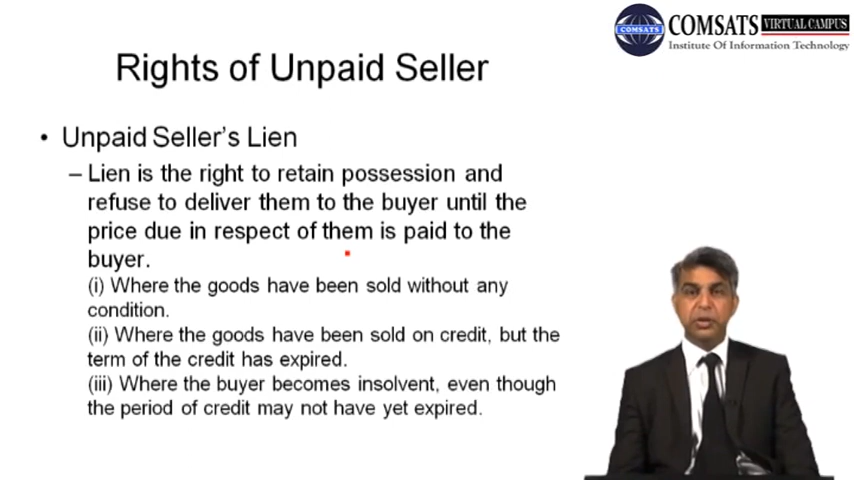 COMSATS VIRTUAL CAMPUS
COMSATS
Institute Of Information Technology
Rights of Unpaid Seller
• Unpaid Seller's Lien
– Lien is the right to retain possession and
refuse to deliver them to the buyer until the
price due in respect of them is paid to the
buyer.
(i) Where the goods have been sold without any
condition.
(ii) Where the goods have been sold on credit, but the
term of the credit has expired.
(iii) Where the buyer becomes insolvent, even though
the period of credit may not have yet expired.